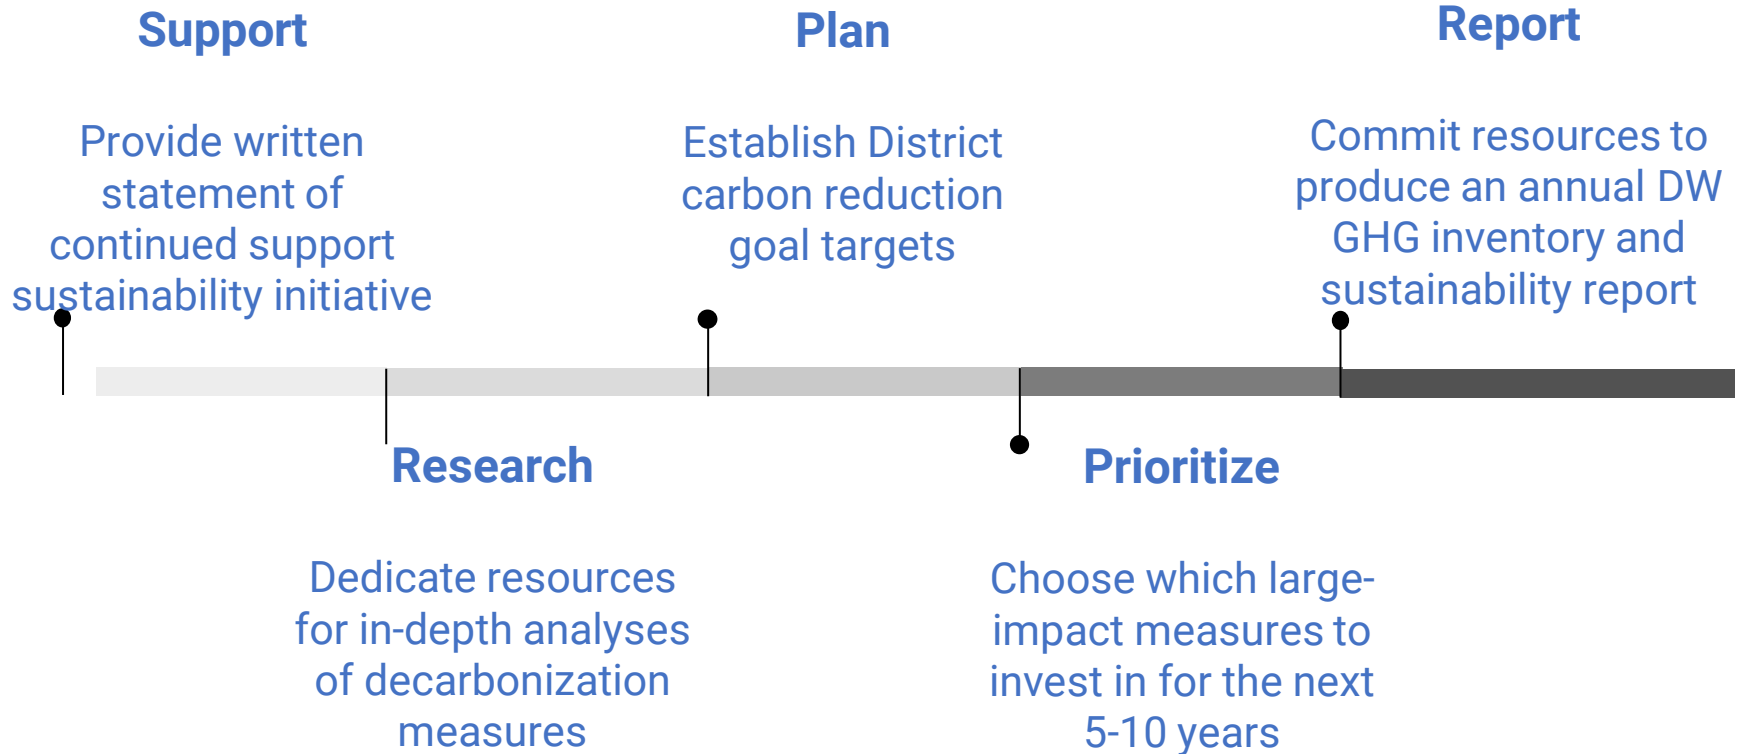 Support
Provide written
statement of
continued support
sustainability initiative
Research
Dedicate resources
for in-depth analyses
of decarbonization
measures
Plan
Establish District
carbon reduction
goal targets
Prioritize
Choose which large-
impact measures to
invest in for the next
5-10 years
Report
Commit resources to
produce an annual DW
GHG inventory and
sustainability report